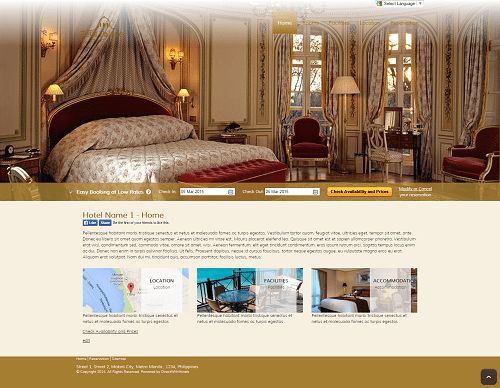 Select Language ▼
Home
Easy Booking at Low Rates
Check In: 05 Mar 2015
Check Out: 06 Mar 2015
Check Availability and Prices
Modify or Cancel
your reservation
Hotel Name 1 - Home
Like Share Be the first of your friends to like this.
Pellentesque habitant morbi tristique senectus et netus et malesuada fames ac turpis egestas. Vestibulum tortor quam, feugiat vitae, ultricies eget, tempor sit amet, ante.
Donec eu libero sit amet quam egestas semper. Aenean ultricies mi vitae est. Mauris placerat eleifend leo. Quisque sit amet est et sapien ullamcorper pharetra. Vestibulum
erat wisi, condimentum sed, commodo vitae, ornare sit amet, wisi. Aenean fermentum, elit eget tincidunt condimentum, eros ipsum rutrum orci, sagittis tempus lacus enim
ac dui. Donec non enim in turpis pulvinar facilisis. Ut felis. Praesent dapibus, neque id cursus faucibus, tortor neque egestas augue, eu vulputate magna eros eu erat.
Aliquam erat volutpat. Nam dui mi, tincidunt quis, accumsan porttitor, facilisis luctus, metus.
LOCATION
Location
FACILITIES
Facilities
ACCOMMODATI
Accommodation
Pellentesque habitant morbi tristique senectus et
netus et malesuada fames ac turpis egestas
Pellentesque habitant morbi tristique senectus et
netus et malesuada fames ac turpis egestas
Pellentesque habitant morbi tristique senectus et
netus et malesuada fames ac turpis egestas
Check Availability and Prices
Edit
Home | Reservation | Sitemap
Street 1, Street 2, Makati City, Metro Manila, 1234, Philippines
© Copyright 2015. All Rights Reserved. Powered by DirectWithHotels